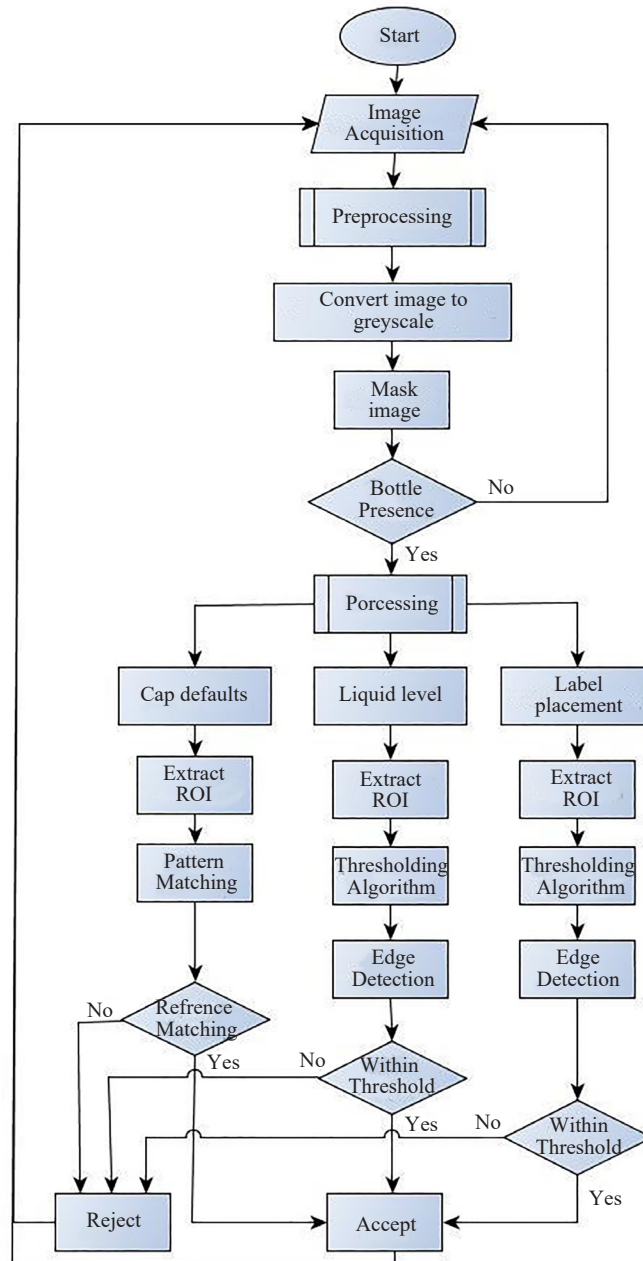 Start
Image
Acquisition
Preprocessing
Convert image to
greyscale
Mask
image
Bottle
Presence
No
Yes
Porcessing
Cap defaults
Liquid level
Label
placement
Extract
ROI
Extract
ROI
Extract
ROI
Pattern
Matching
Thresholding
Algorithm
Thresholding
Algorithm
Edge
Detection
Edge
Detection
No
Refrence
Matching
Yes
No
Within
Threshold
Yes
No
Within
Threshold
Yes
Reject
Accept